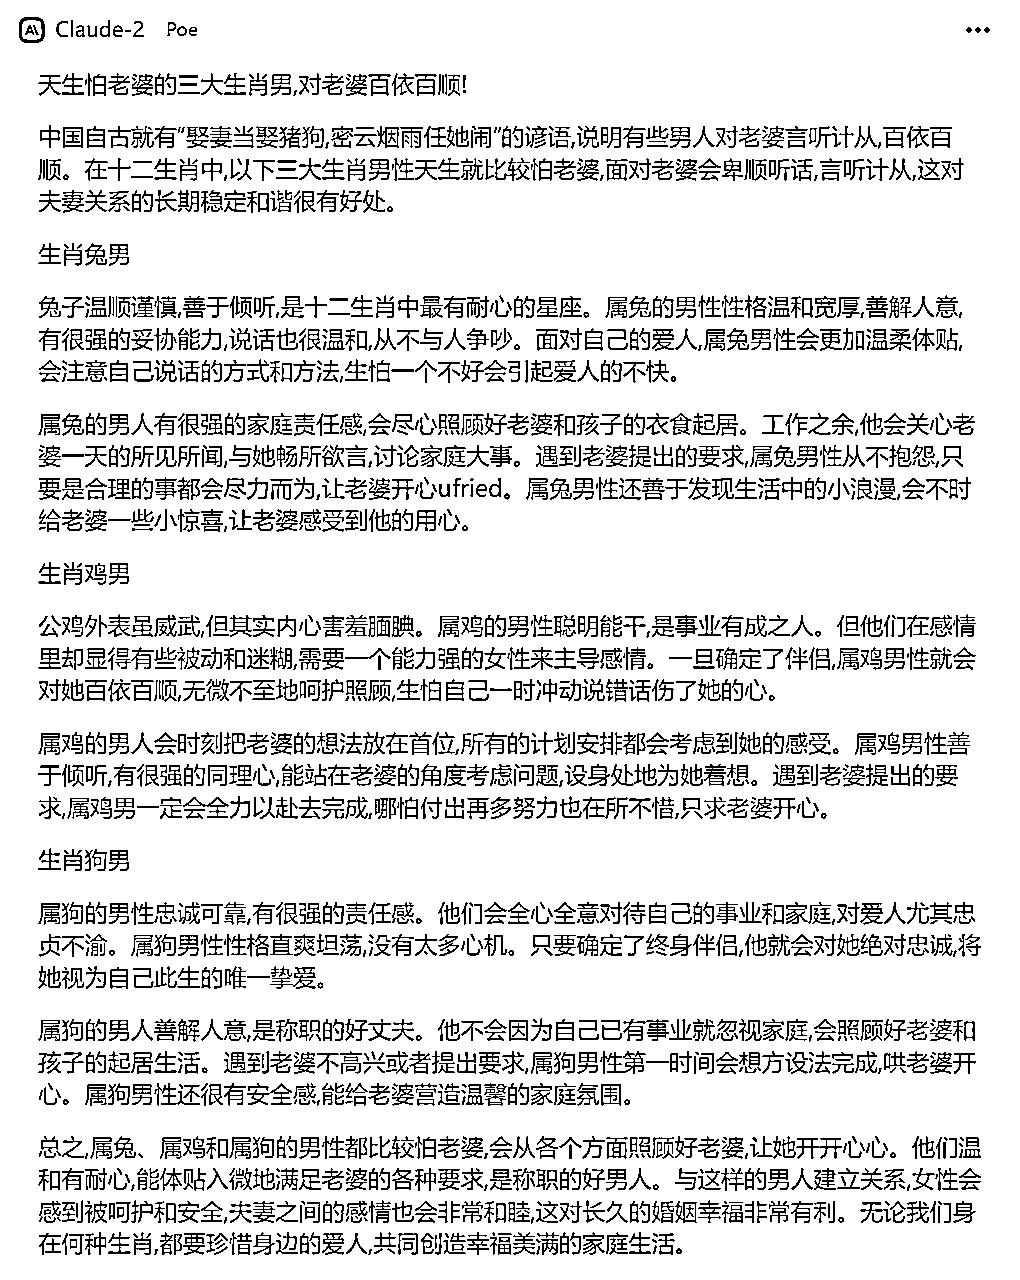 Claude-2 Poe
天生怕老婆的三大生肖男,对老婆百依百顺!
中国自古就有“娶妻当娶猪狗,密云烟雨任她闹”的谚语,说明有些男人对老婆言听计从,百依百
顺。在十二生肖中,以下三大生肖男性天生就比较怕老婆,面对老婆会卑顺听话,言听计从,这对
夫妻关系的长期稳定和谐很有好处。
生肖兔男
兔子温顺谨慎,善于倾听,是十二生肖中最有耐心的星座。属兔的男性性格温和宽厚,善解人意,
有很强的妥协能力,说话也很温和,从不与人争吵。面对自己的爱人,属兔男性会更加温柔体贴,
会注意自己说话的方式和方法,生怕一个不好会引起爱人的不快。
属兔的男人有很强的家庭责任感,会尽心照顾好老婆和孩子的衣食起居。工作之余,他会关心老
婆一天的所见所闻,与她畅所欲言,讨论家庭大事。遇到老婆提出的要求,属兔男性从不抱怨,只
要是合理的事都会尽力而为,让老婆开心ufried。属兔男性还善于发现生活中的小浪漫,会不时
给老婆一些小惊喜,让老婆感受到他的用心。
生肖鸡男
公鸡外表虽威武,但其实内心害羞腼腆。属鸡的男性聪明能干,是事业有成之人。但他们在感情
里却显得有些被动和迷糊,需要一个能力强的女性来主导感情。一旦确定了伴侣,属鸡男性就会
对她百依百顺,无微不至地呵护照顾,生怕自己一时冲动说错话伤了她的心。
属鸡的男人会时刻把老婆的想法放在首位,所有的计划安排都会考虑到她的感受。属鸡男性善
于倾听,有很强的同理心,能站在老婆的角度考虑问题,设身处地为她着想。遇到老婆提出的要
求,属鸡男一定会全力以赴去完成,哪怕付出再多努力也在所不惜,只求老婆开心。
生肖狗男
属狗的男性忠诚可靠,有很强的责任感。他们会全心全意对待自己的事业和家庭,对爱人尤其忠
贞不渝。属狗男性性格直爽坦荡,没有太多心机。只要确定了终身伴侣,他就会对她绝对忠诚,将
她视为自己此生的唯一挚爱。
属狗的男人善解人意,是称职的好丈夫。他不会因为自己已有事业就忽视家庭,会照顾好老婆和
孩子的起居生活。遇到老婆不高兴或者提出要求,属狗男性第一时间会想方设法完成,哄老婆开
心。属狗男性还很有安全感,能给老婆营造温馨的家庭氛围。
总之,属兔、属鸡和属狗的男性都比较怕老婆,会从各个方面照顾好老婆,让她开开心心。他们温
和有耐心,能体贴入微地满足老婆的各种要求,是称职的好男人。与这样的男人建立关系,女性会
感到被呵护和安全,夫妻之间的感情也会非常和睦,这对长久的婚姻幸福非常有利。无论我们身
在何种生肖,都要珍惜身边的爱人,共同创造幸福美满的家庭生活。